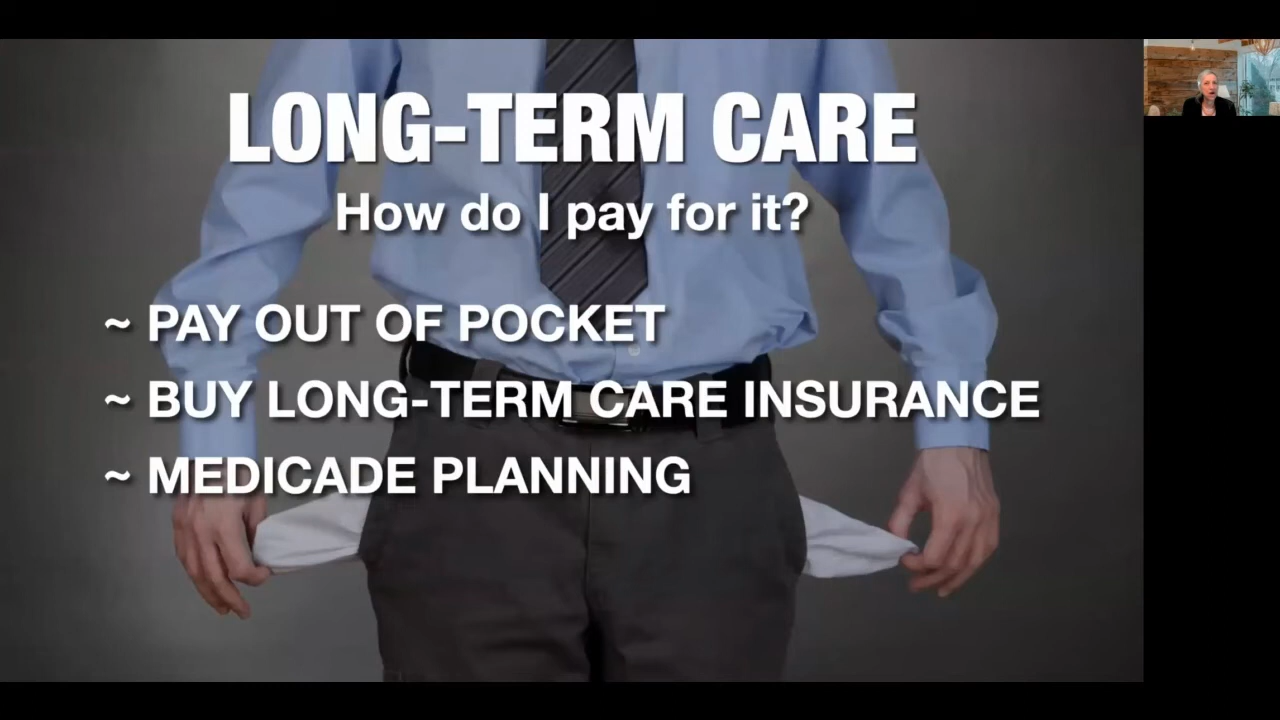 LONG-TERM CARE
How do I pay for it?
~ PAY OUT OF POCKET
~ BUY LONG-TERM CARE INSURANCE
~ MEDICADE PLANNING